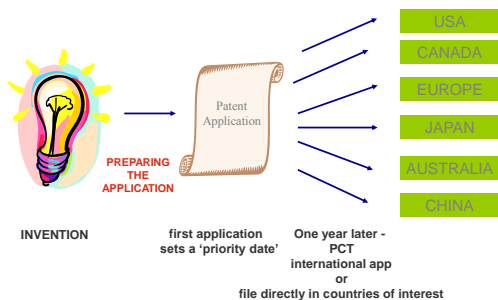 USA
CANADA
EUROPE
JAPAN
AUSTRALIA
CHINA
Patent
Application
PREPARING
THE
APPLICATION
INVENTION
first application
sets a ‘priority date’
One year later -
PCT
international app
or
file directly in countries of interest